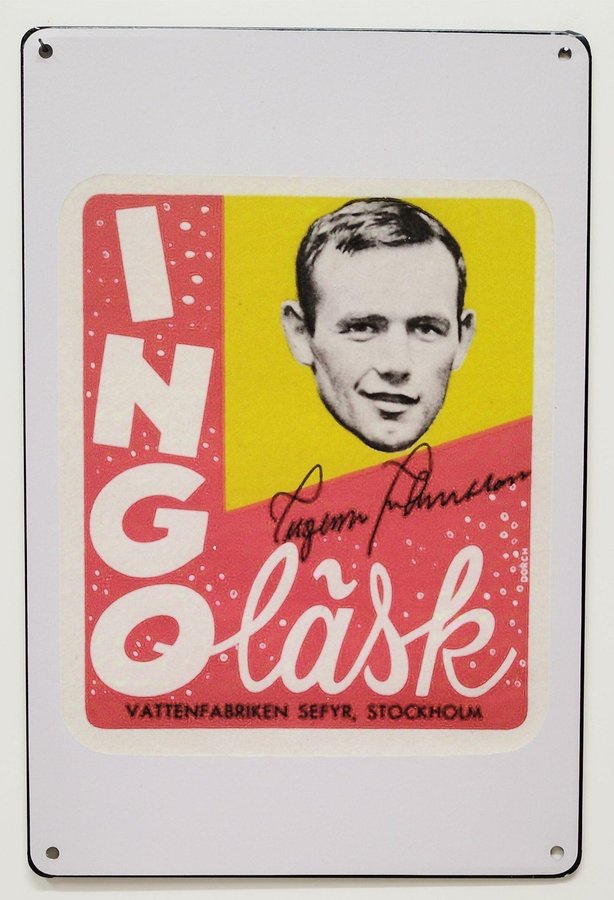 INGO läsk
Ingemar Johansson
© DORCH
VATTENFABRIKEN SEFYR, STOCKHOLM